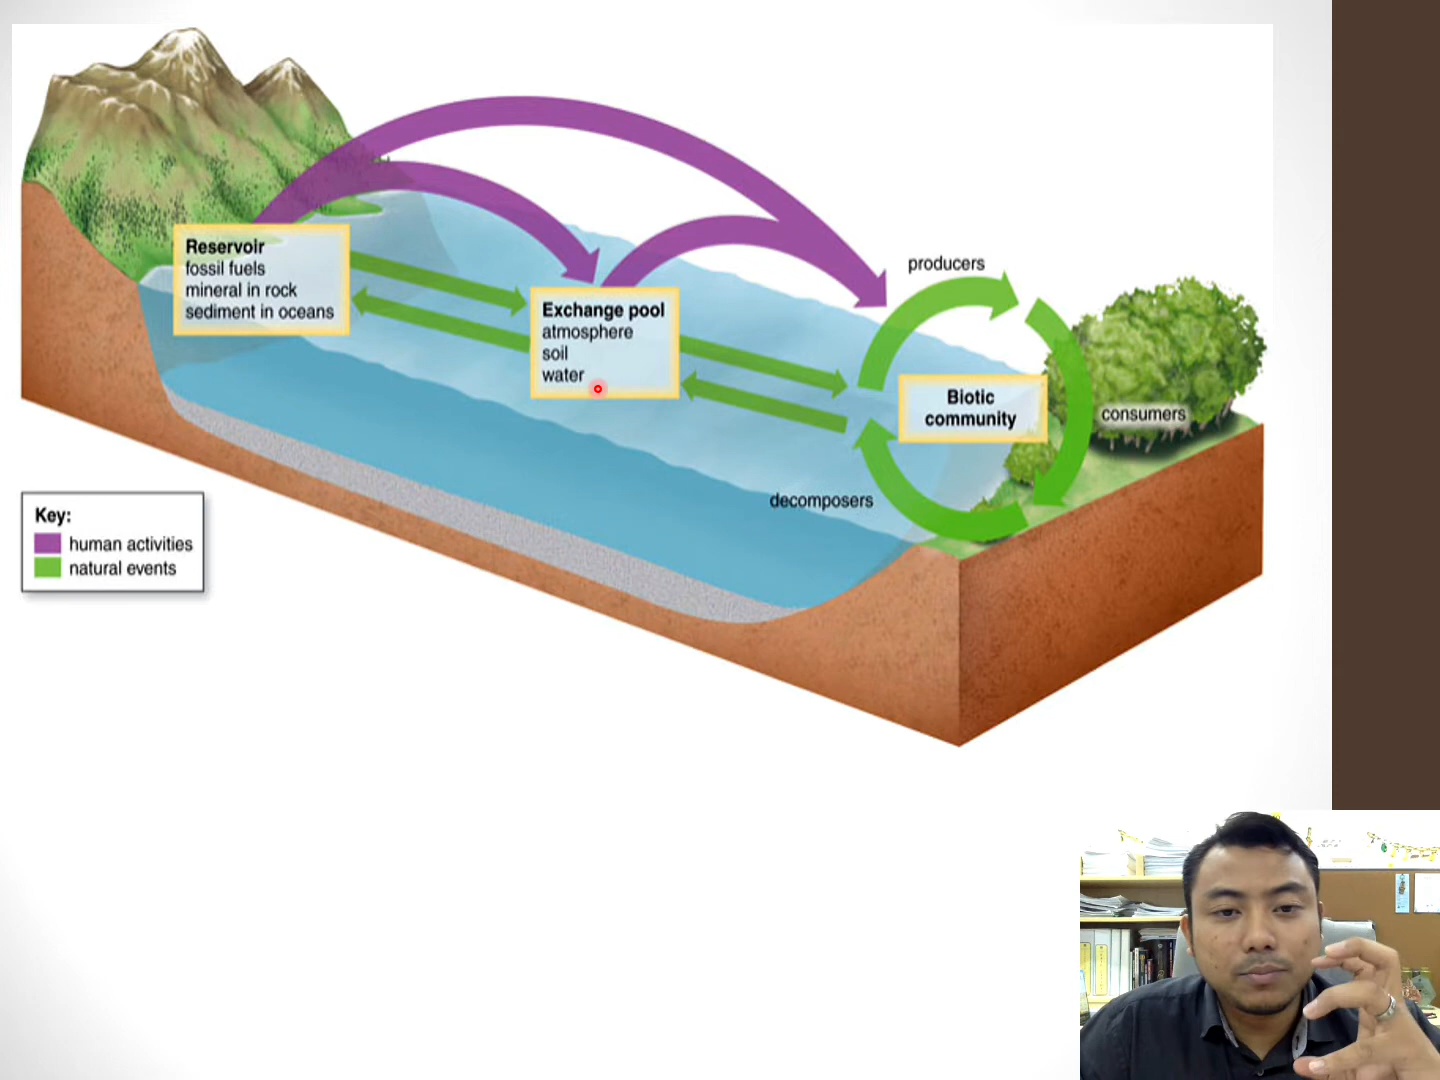 Reservoir
fossil fuels
mineral in rock
sediment in oceans
Exchange pool
atmosphere
soil
water
producers
Biotic
community
consumers
decomposers
Key:
human activities
natural events